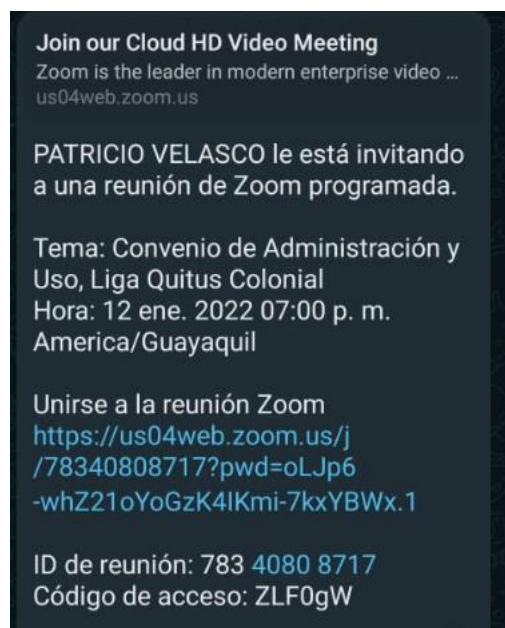 Join our Cloud HD Video Meeting
Zoom is the leader in modern enterprise video ...
us04web.zoom.us
PATRICIO VELASCO le está invitando
a una reunión de Zoom programada.
Tema: Convenio de Administración y
Uso, Liga Quitus Colonial
Hora: 12 ene. 2022 07:00 p. m.
America/Guayaquil
Unirse a la reunión Zoom
https://us04web.zoom.us/j
/78340808717?pwd=oLJp6
-whZ21oYoGzK4IKmi-7kxYBWx.1
ID de reunión: 783 4080 8717
Código de acceso: ZLF0gW